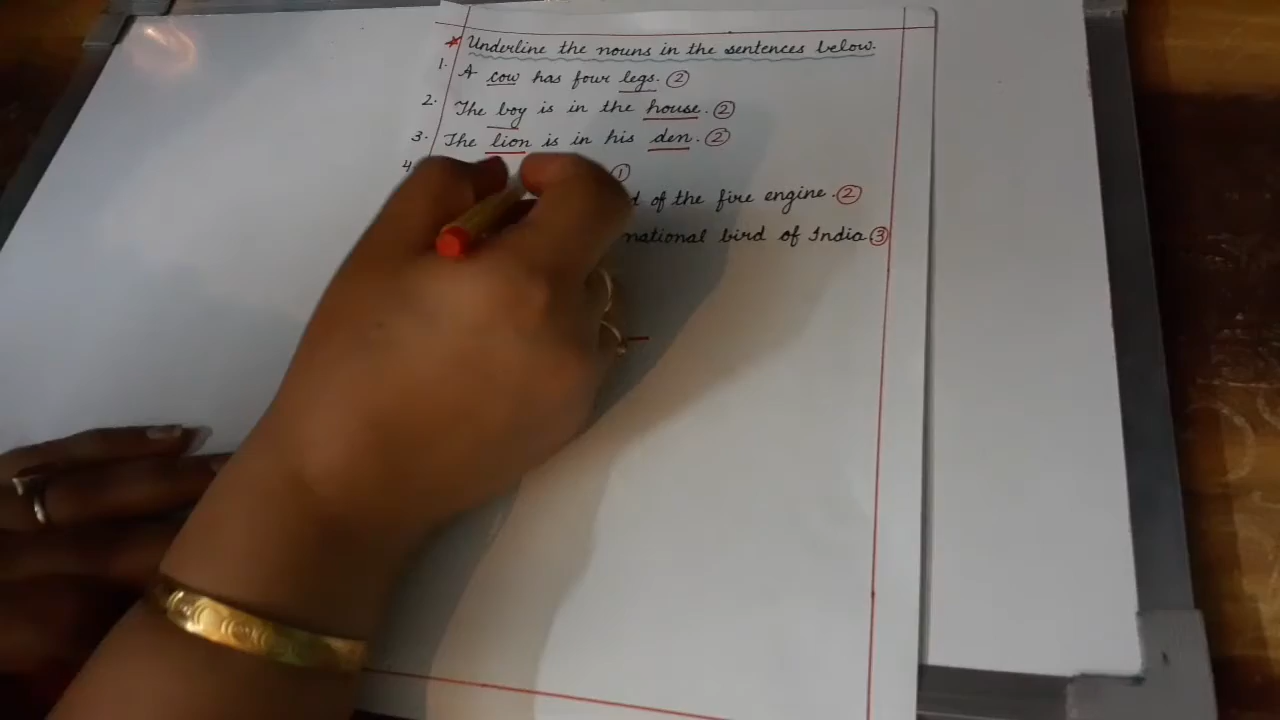 * Underline the nouns in the sentences below.
1. A cow has four legs. (2)
2. The boy is in the house. (2)
3. The lion is in his den. (2)
4 (1)
of the fire engine. (2)
national bird of India (3)